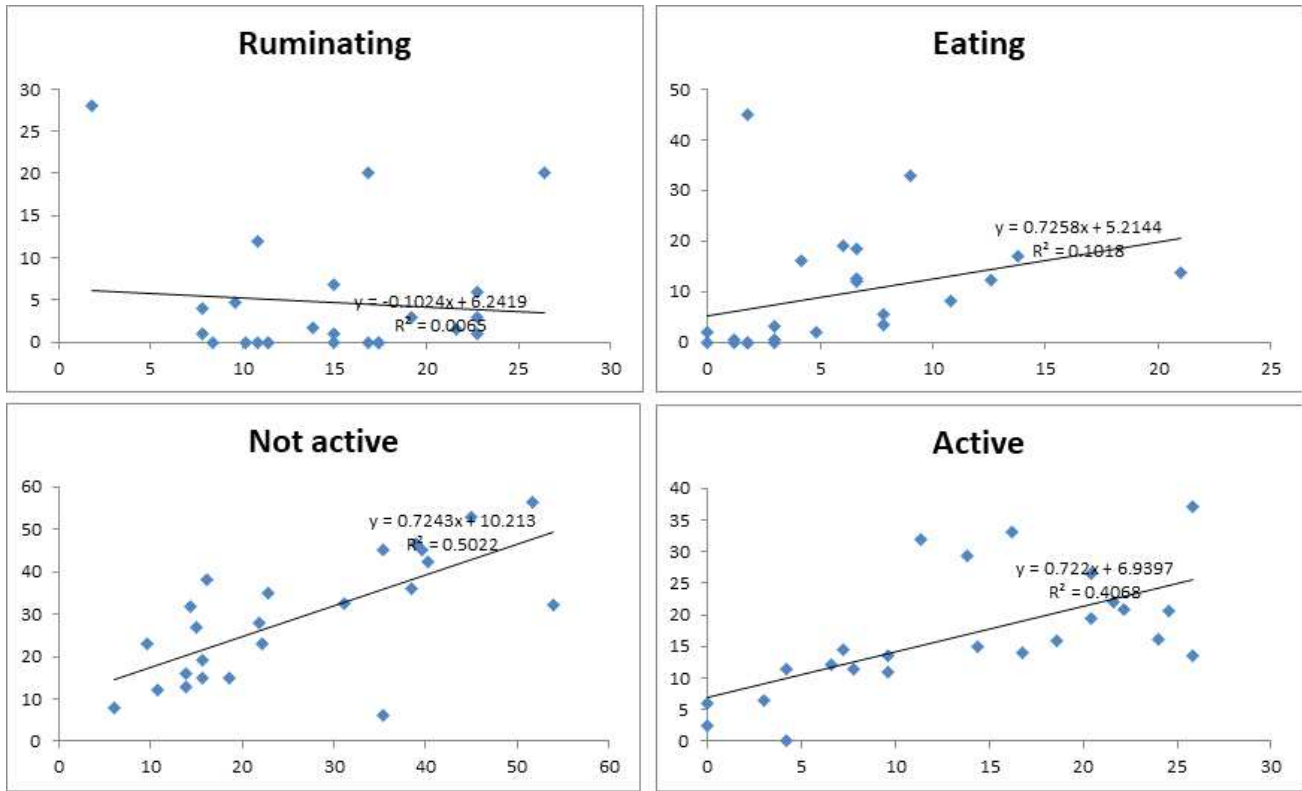 Ruminating
30
25
20
15
10
5
0
y = -0.1024x + 6.2419
R² = 0.0065
0 5 10 15 20 25 30
Eating
50
40
30
20
10
0
y = 0.7258x + 5.2144
R² = 0.1018
0 5 10 15 20 25
Not active
60
50
40
30
20
10
0
y = 0.7243x + 10.213
R² = 0.5022
0 10 20 30 40 50 60
Active
40
35
30
25
20
15
10
5
0
y = 0.722x + 6.9397
R² = 0.4068
0 5 10 15 20 25 30